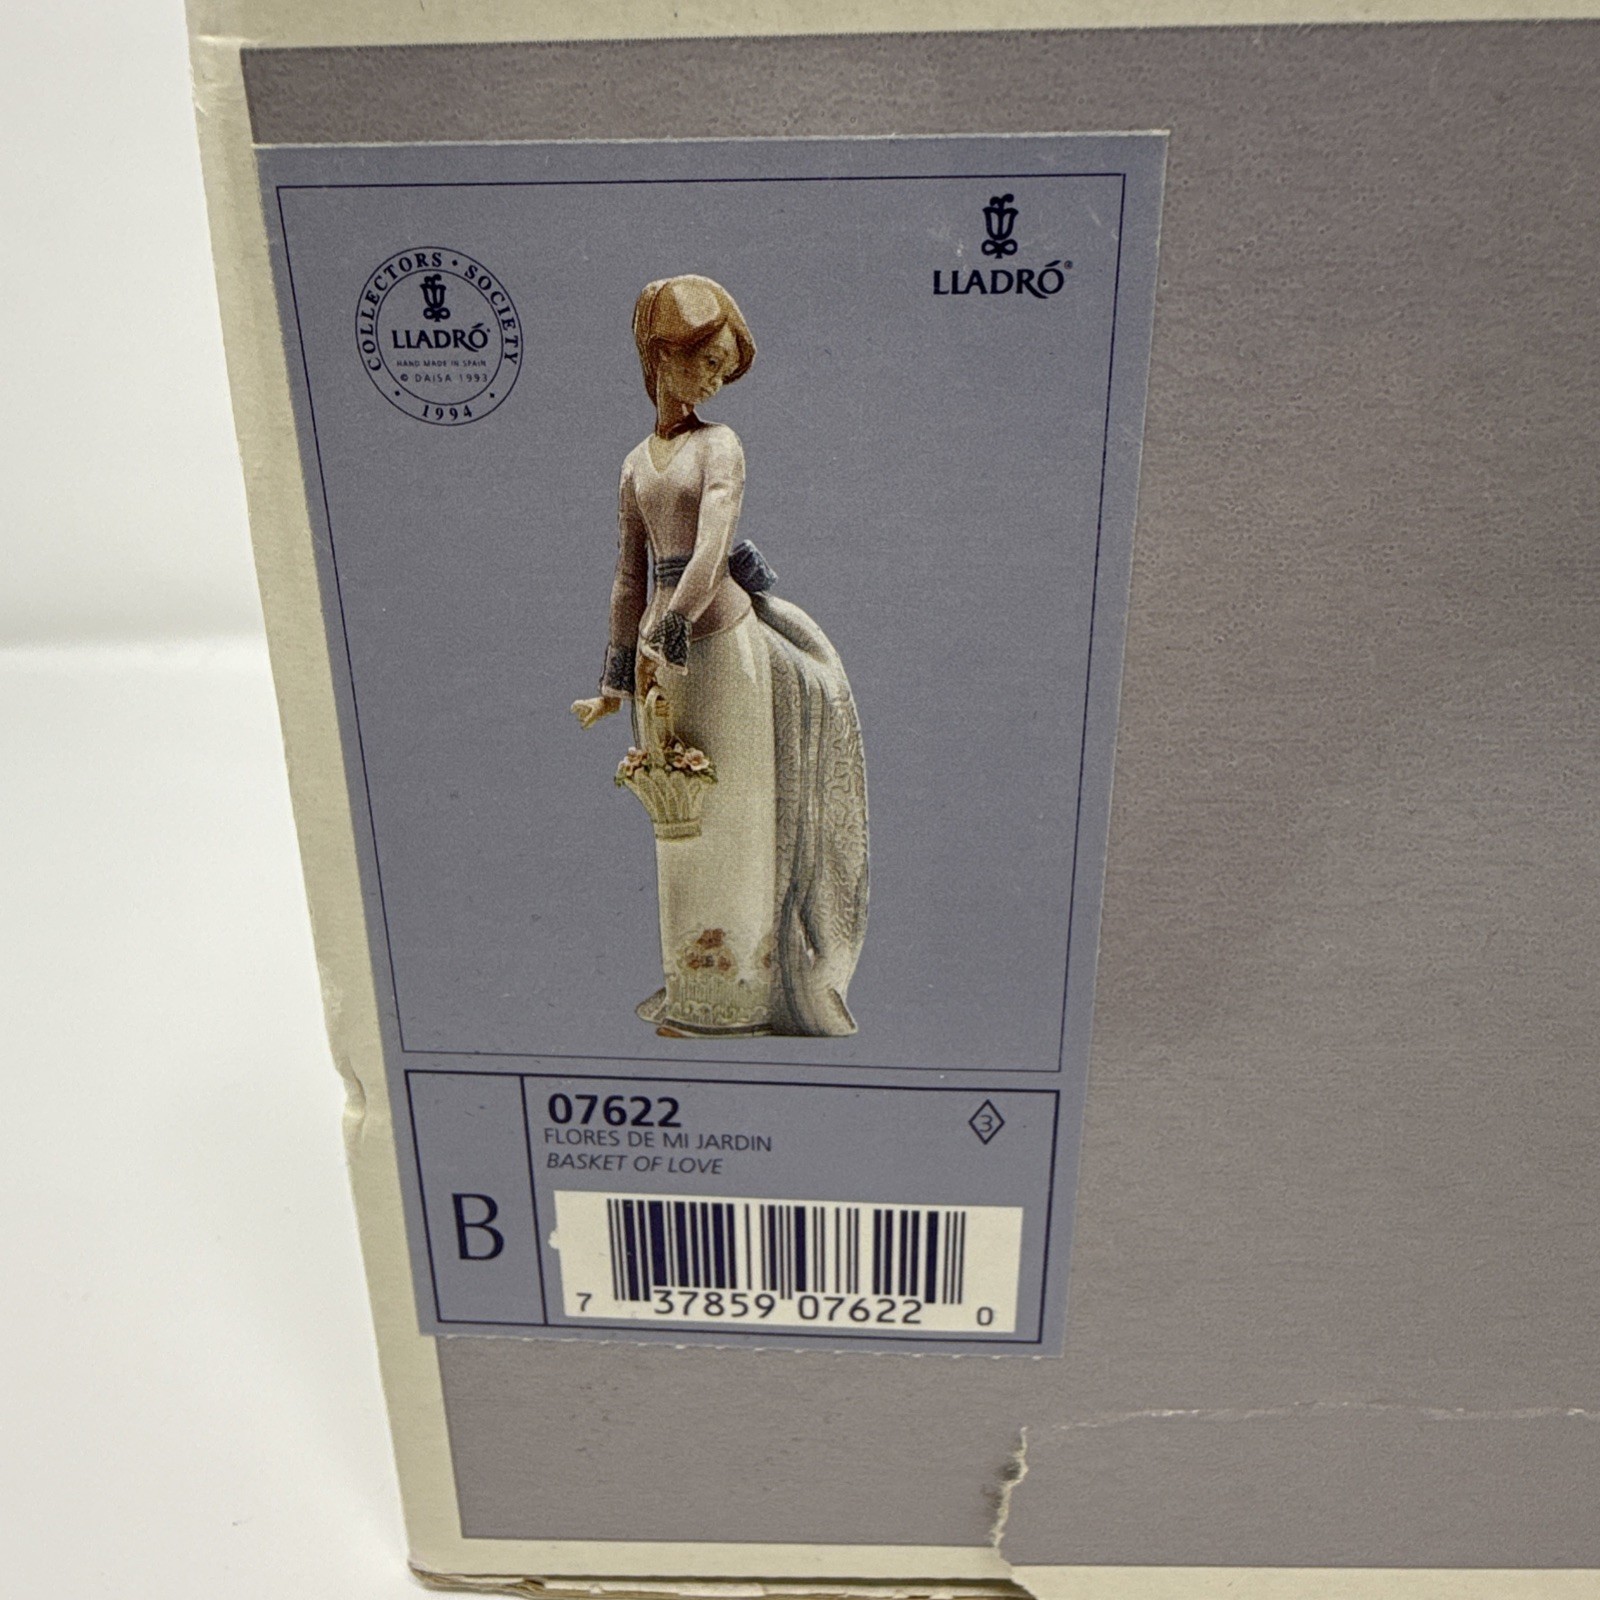 COLLECTORS • SOCIETY
LLADRÓ
HAND MADE IN SPAIN
© DAISA 1993
• 1994 •
LLADRÓ®
07622
3
FLORES DE MI JARDIN
BASKET OF LOVE
B
7 37859 07622 0